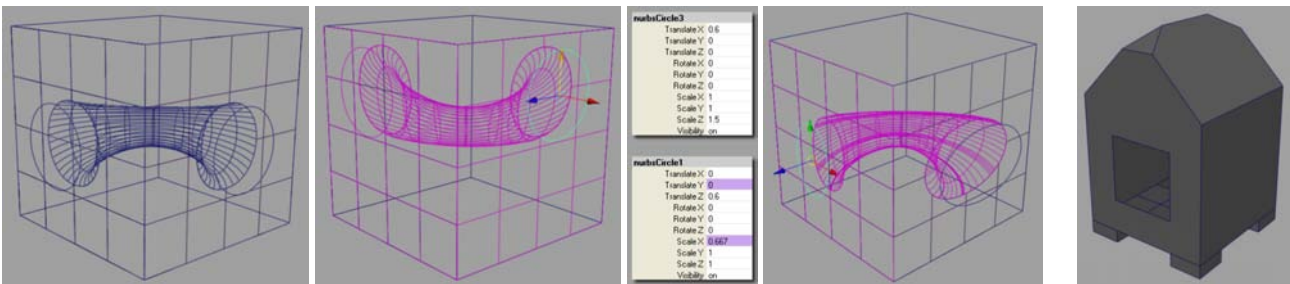 nurbsCircle3
Translate X 0.6
Translate Y 0
Translate Z 0
Rotate X 0
Rotate Y 0
Rotate Z 0
Scale X 1
Scale Y 1
Scale Z 1.5
Visibility on
nurbsCircle1
Translate X 0
Translate Y 0
Translate Z 0.6
Rotate X 0
Rotate Y 0
Rotate Z 0
Scale X 0.667
Scale Y 1
Scale Z 1
Visibility on